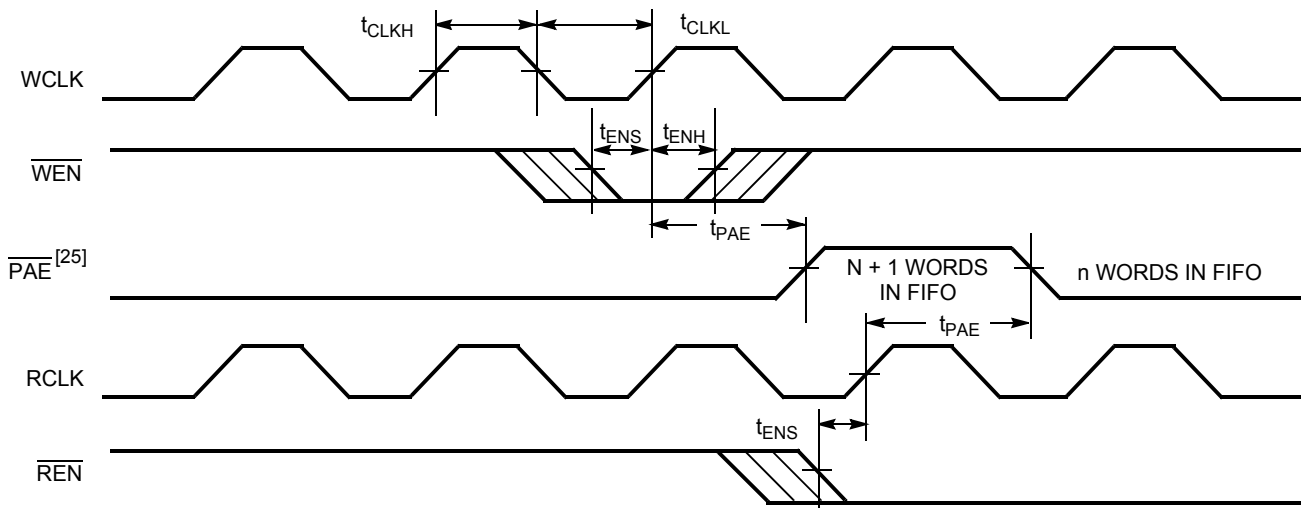 tCLKH
tCLKL
WCLK
tENS
tENH
WEN
tPAE
PAE [25]
N + 1 WORDS
IN FIFO
n WORDS IN FIFO
tPAE
RCLK
tENS
REN